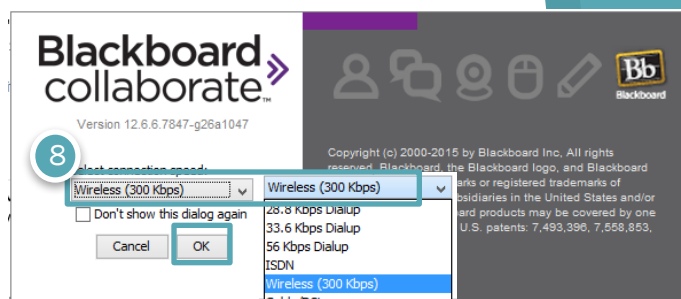 Blackboard
collaborate™
Version 12.6.6.7847-g26a1047
8
select connection speed:
Wireless (300 Kbps)
Don't show this dialog again
Cancel
OK
Wireless (300 Kbps)
28.8 Kbps Dialup
33.6 Kbps Dialup
56 Kbps Dialup
ISDN
Wireless (300 Kbps)
Bb
Blackboard
Copyright (c) 2000-2015 by Blackboard Inc, All rights
reserved. Blackboard, the Blackboard logo, and Blackboard
arks or registered trademarks of
bsidiaries in the United States and/or
ard products may be covered by one
U.S. patents: 7,493,396, 7,558,853,